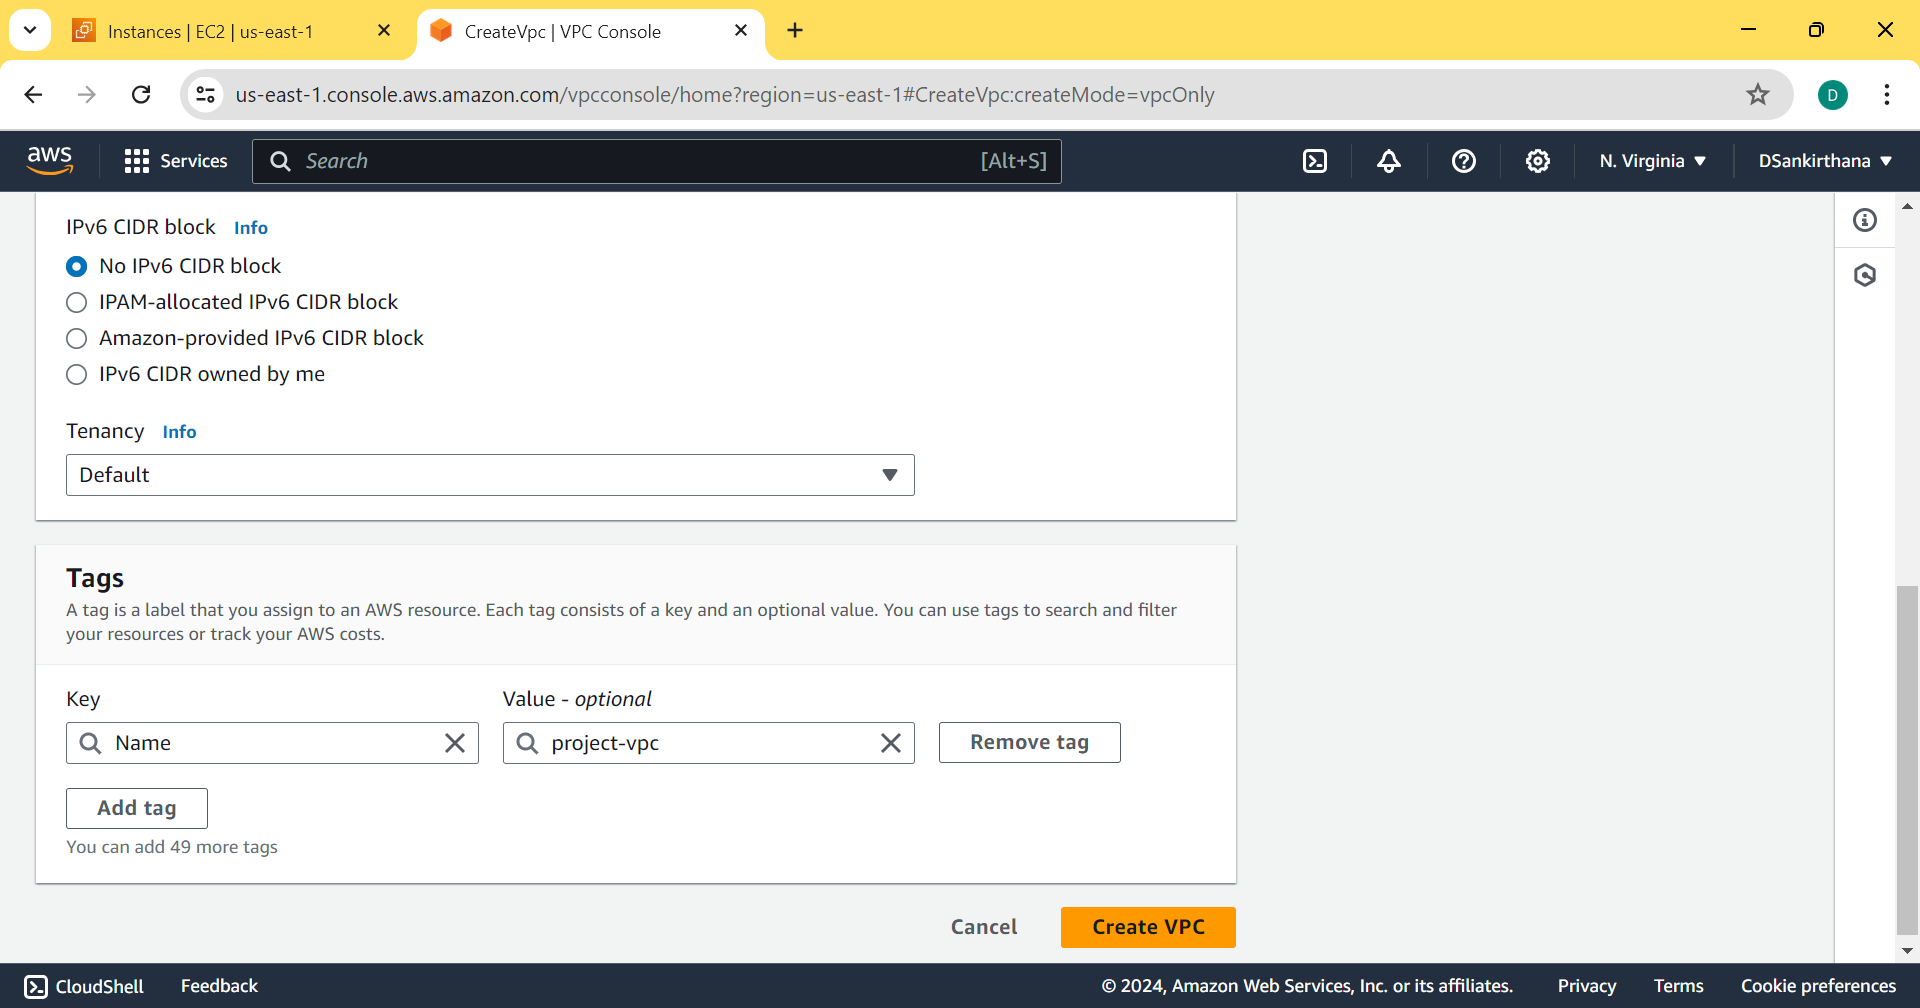 Instances | EC2 | us-east-1
CreateVpc | VPC Console
us-east-1.console.aws.amazon.com/vpcconsole/home?region=us-east-1#CreateVpc:createMode=vpcOnly
D
aws
Services
Search
[Alt+S]
N. Virginia
DSankirthana
IPv6 CIDR block Info
No IPv6 CIDR block
IPAM-allocated IPv6 CIDR block
Amazon-provided IPv6 CIDR block
IPv6 CIDR owned by me
Tenancy Info
Default
Tags
A tag is a label that you assign to an AWS resource. Each tag consists of a key and an optional value. You can use tags to search and filter
your resources or track your AWS costs.
Key
Value - optional
Name
project-vpc
Remove tag
Add tag
You can add 49 more tags
Cancel
Create VPC
CloudShell
Feedback
© 2024, Amazon Web Services, Inc. or its affiliates.
Privacy
Terms
Cookie preferences